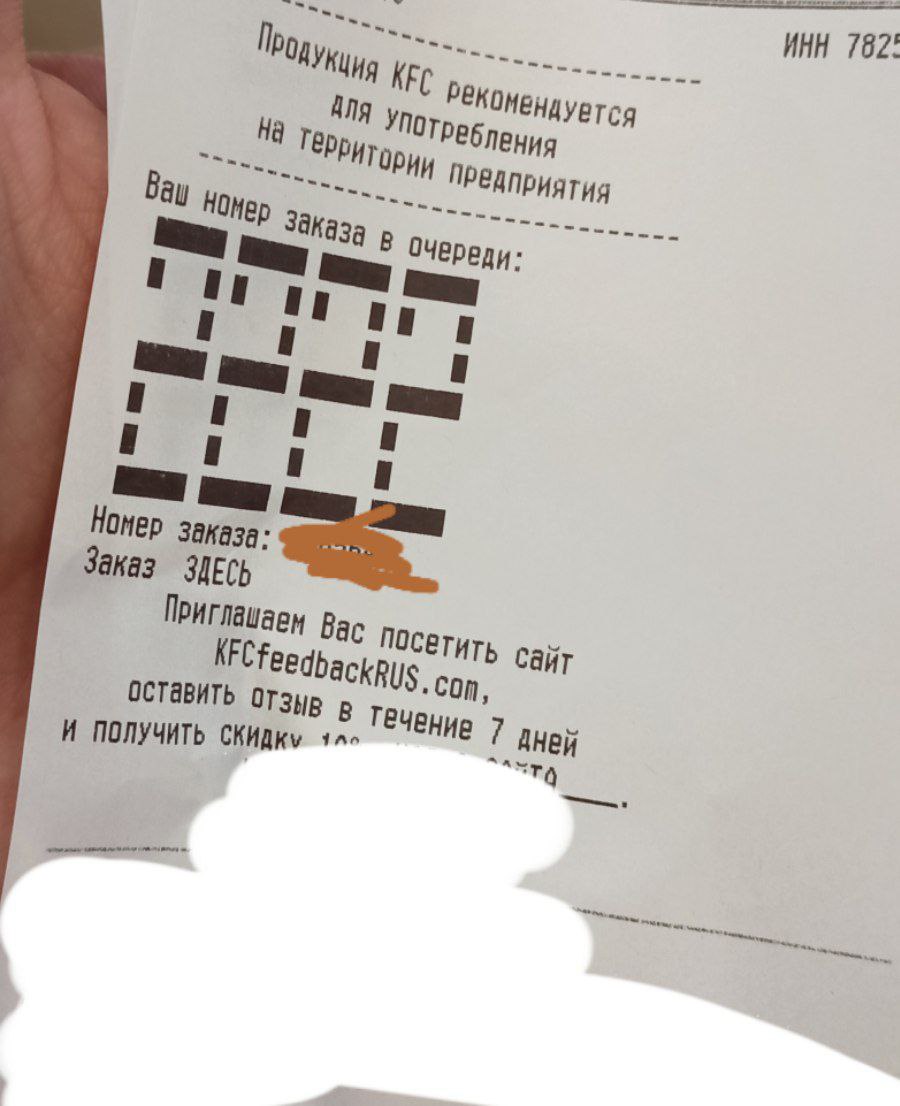 ИНН 7825
Продукция KFC рекомендуется
для употребления
на территории предприятия
Ваш номер заказа в очереди:
2222
Номер заказа:
Заказ ЗДЕСЬ
Приглашаем Вас посетить сайт
KFCfeedbackRUS.com,
оставить отзыв в течение 7 дней
и получить скидку